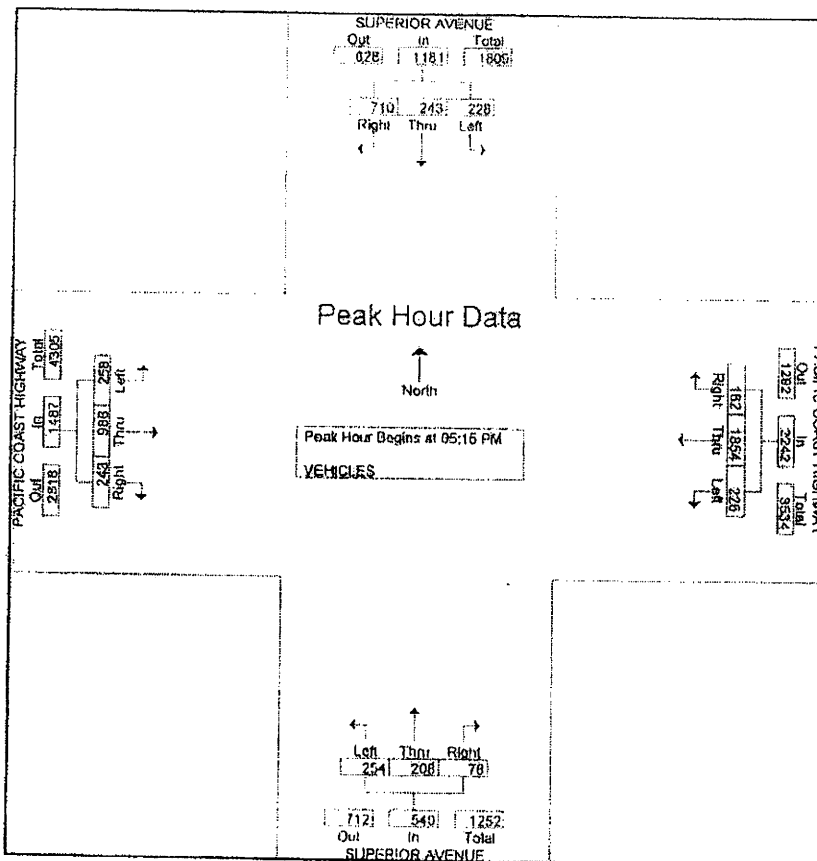 SUPERIOR AVENUE
Out In Total
628 1181 1809
710 243 228
Right Thru Left
Peak Hour Data
North
Peak Hour Begins at 05:15 PM
VEHICLES
PACIFIC COAST HIGHWAY
Out In Total
2818 1487 4305
243 986 258
Right Thru Left
Right Thru Left
162 1854 226
1292 2242 3534
Out In Total
Left Thru Right
254 208 78
712 540 1252
Out In Total
SUPERIOR AVENUE